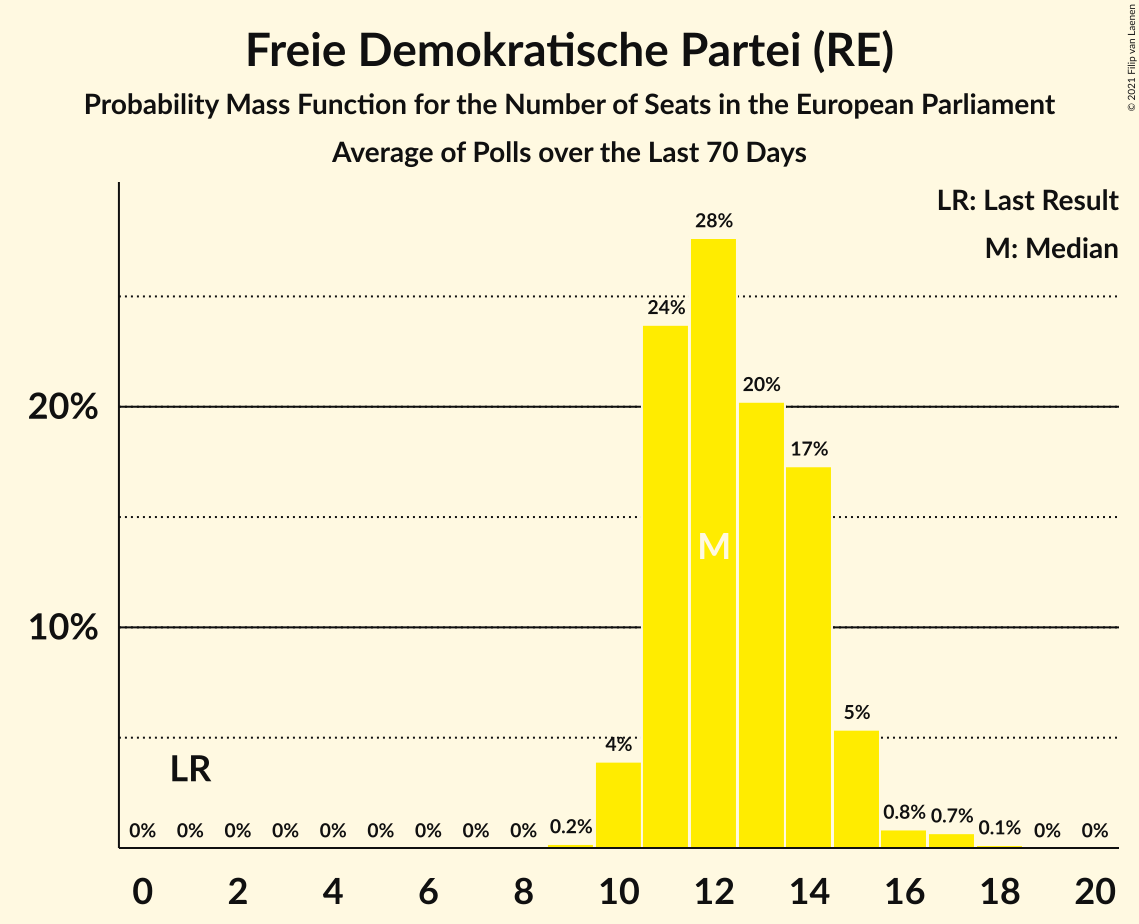 Freie Demokratische Partei (RE)
Probability Mass Function for the Number of Seats in the European Parliament
Average of Polls over the Last 70 Days
© 2021 Filip van Laenen
LR: Last Result
M: Median
28%
24%
20%
20%
17%
M
10%
5%
4%
LR
0% 0% 0% 0% 0% 0% 0% 0% 0% 0.2% 0.8% 0.7% 0.1% 0% 0%
0 2 4 6 8 10 12 14 16 18 20